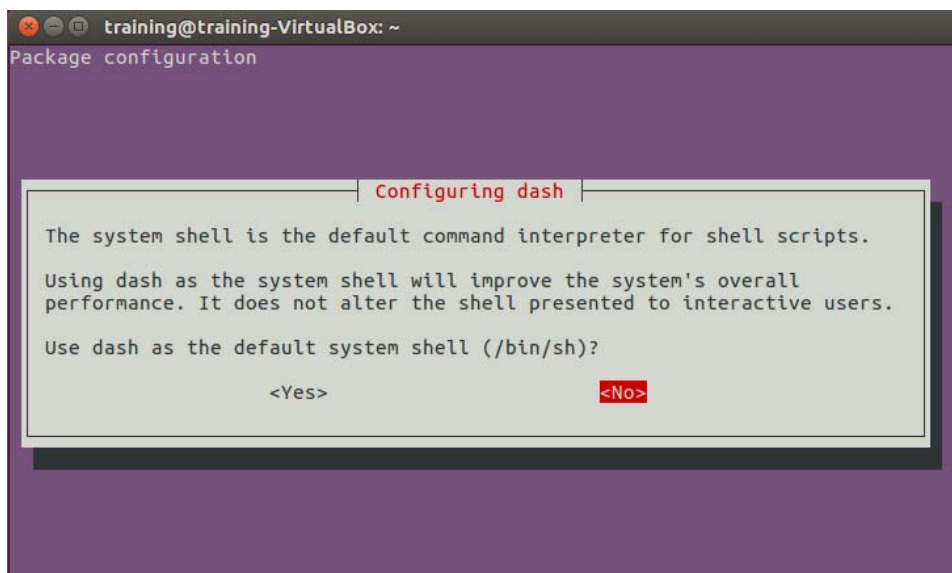 training@training-VirtualBox: ~
Package configuration
Configuring dash
The system shell is the default command interpreter for shell scripts.
Using dash as the system shell will improve the system's overall
performance. It does not alter the shell presented to interactive users.
Use dash as the default system shell (/bin/sh)?
<Yes> <No>